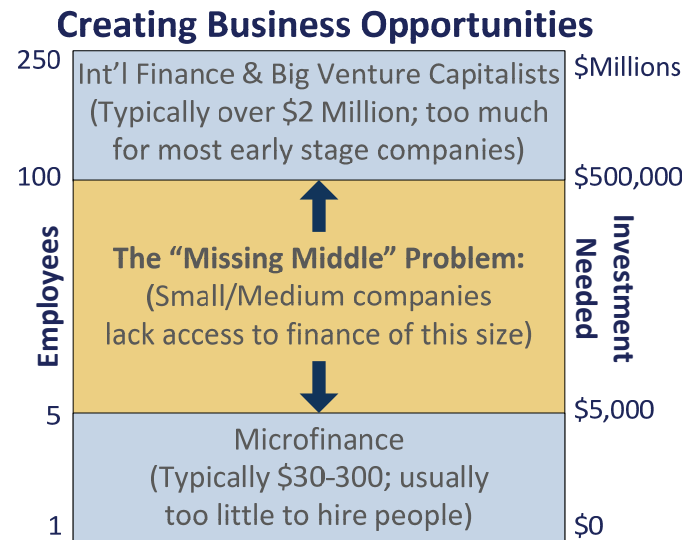 Creating Business Opportunities
250
$Millions
Int'l Finance & Big Venture Capitalists
(Typically over $2 Million; too much
for most early stage companies)
100
$500,000
Employees
The “Missing Middle” Problem:
(Small/Medium companies
lack access to finance of this size)
Investment
Needed
5
$5,000
Microfinance
(Typically $30-300; usually
too little to hire people)
1
$0